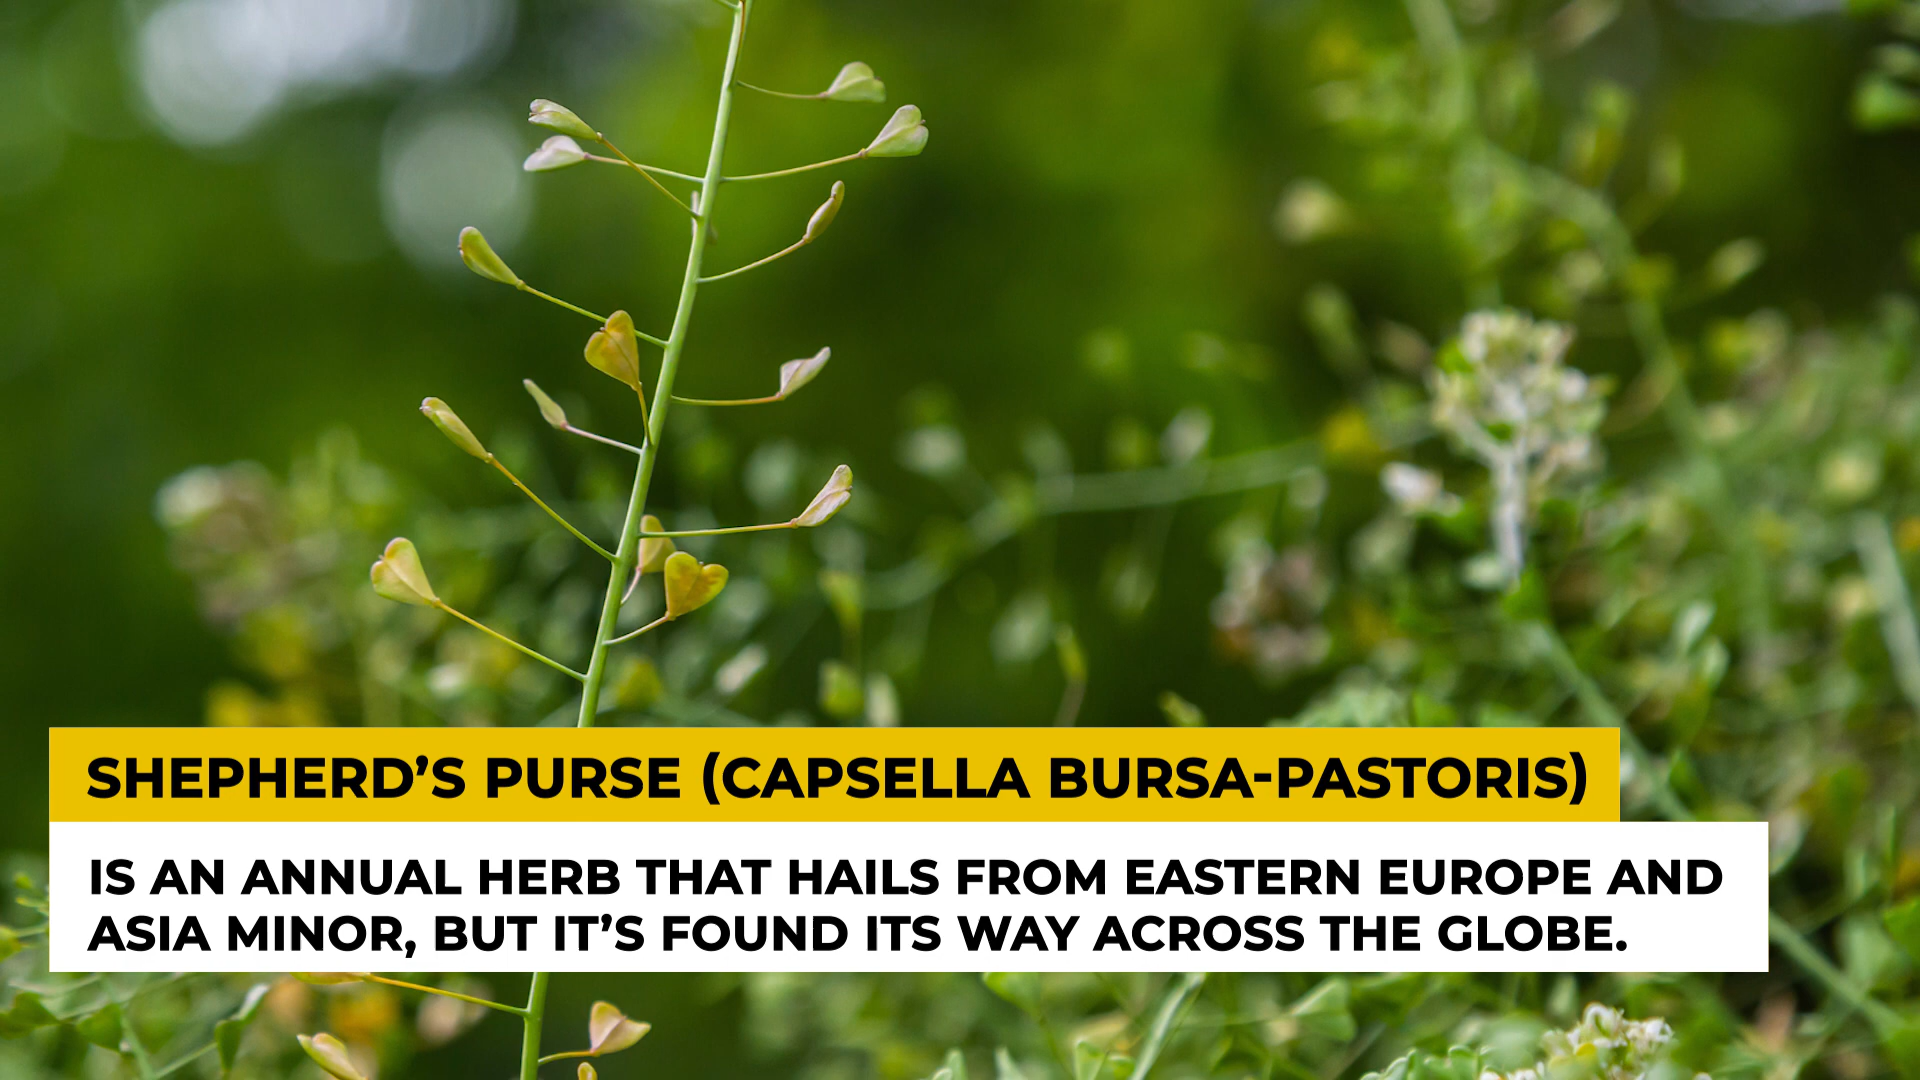 SHEPHERD’S PURSE (CAPSELLA BURSA-PASTORIS)
IS AN ANNUAL HERB THAT HAILS FROM EASTERN EUROPE AND
ASIA MINOR, BUT IT’S FOUND ITS WAY ACROSS THE GLOBE.